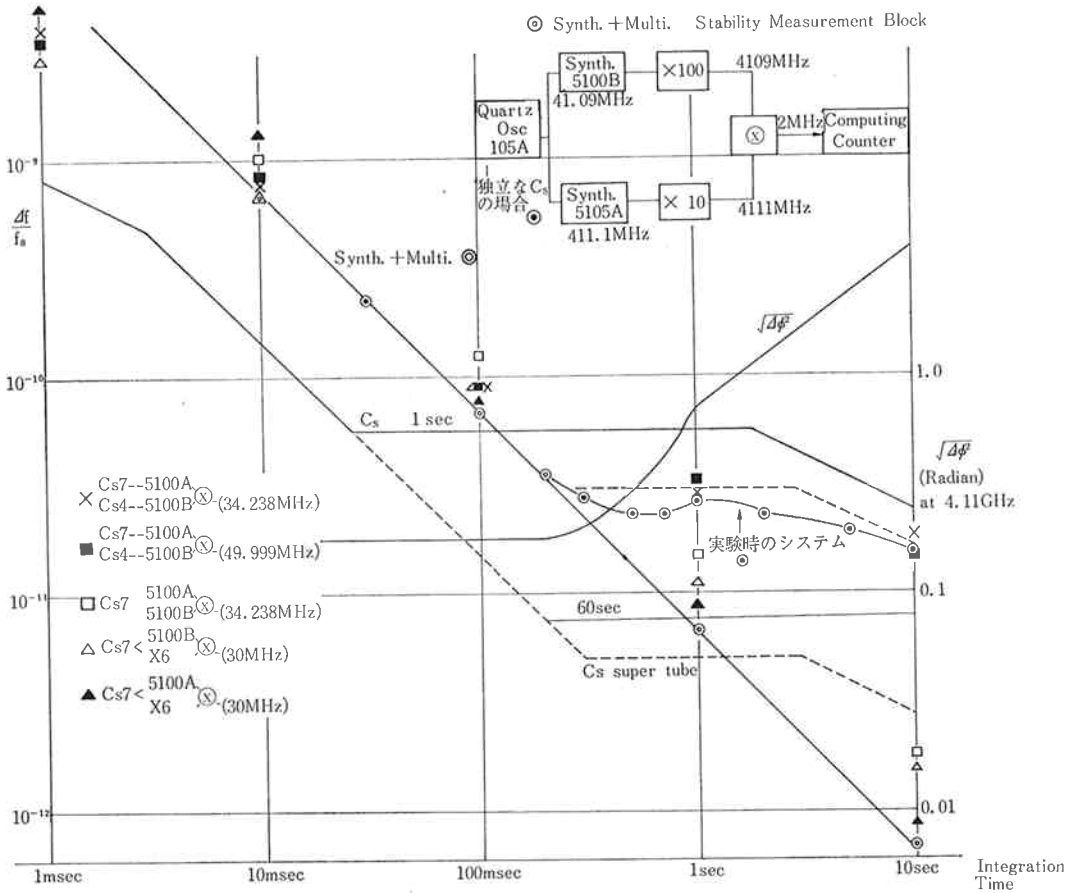 ◎ Synth. +Multi. Stability Measurement Block
Synth.
5100B
41.09MHz
×100
4109MHz
Quartz
Osc
105A
ⓧ
2MHz
Computing
Counter
独立なCs
の場合
◎
Synth.
5105A
411.1MHz
× 10
4111MHz
10⁻⁹
Δf
fs
Synth. +Multi. ◎
√Δφ²
10⁻¹⁰
1.0
Cs 1 sec
√Δφ²
(Radian)
at 4.11GHz
× Cs7--5100A
Cs4--5100B ⓧ-(34.238MHz)
■ Cs7--5100A
Cs4--5100B ⓧ-(49.999MHz)
実験時のシステム
◎
10⁻¹¹
0.1
□ Cs7 5100A
5100B ⓧ-(34.238MHz)
60sec
△ Cs7< 5100B
X6 ⓧ-(30MHz)
Cs super tube
▲ Cs7< 5100A
X6 ⓧ-(30MHz)
10⁻¹²
0.01
1msec
10msec
100msec
1sec
10sec
Integration
Time